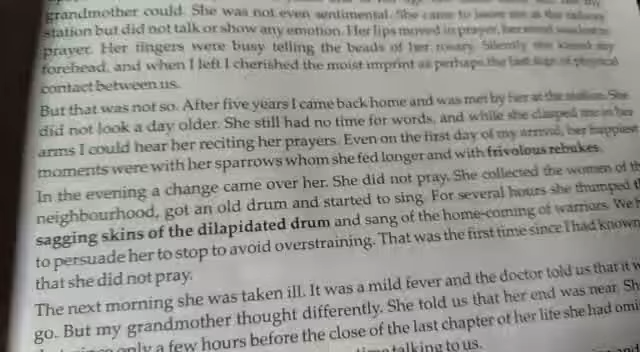 grandmother could. She was not even sentimental. She came to leave me at the railway
station but did not talk or show any emotion. Her lips moved in prayer, her mind was lost in
prayer. Her fingers were busy telling the beads of her rosary. Silently she kissed my
forehead, and when I left I cherished the moist imprint as perhaps the last sign of physical
contact between us.
But that was not so. After five years I came back home and was met by her at the station. She
did not look a day older. She still had no time for words, and while she clasped me in her
arms I could hear her reciting her prayers. Even on the first day of my arrival, her happiest
moments were with her sparrows whom she fed longer and with frivolous rebukes.
In the evening a change came over her. She did not pray. She collected the women of th
neighbourhood, got an old drum and started to sing. For several hours she thumped t
sagging skins of the dilapidated drum and sang of the home-coming of warriors. We h
to persuade her to stop to avoid overstraining. That was the first time since I had known
that she did not pray.
The next morning she was taken ill. It was a mild fever and the doctor told us that it w
go. But my grandmother thought differently. She told us that her end was near. Sh
only a few hours before the close of the last chapter of her life she had omi
talking to us.